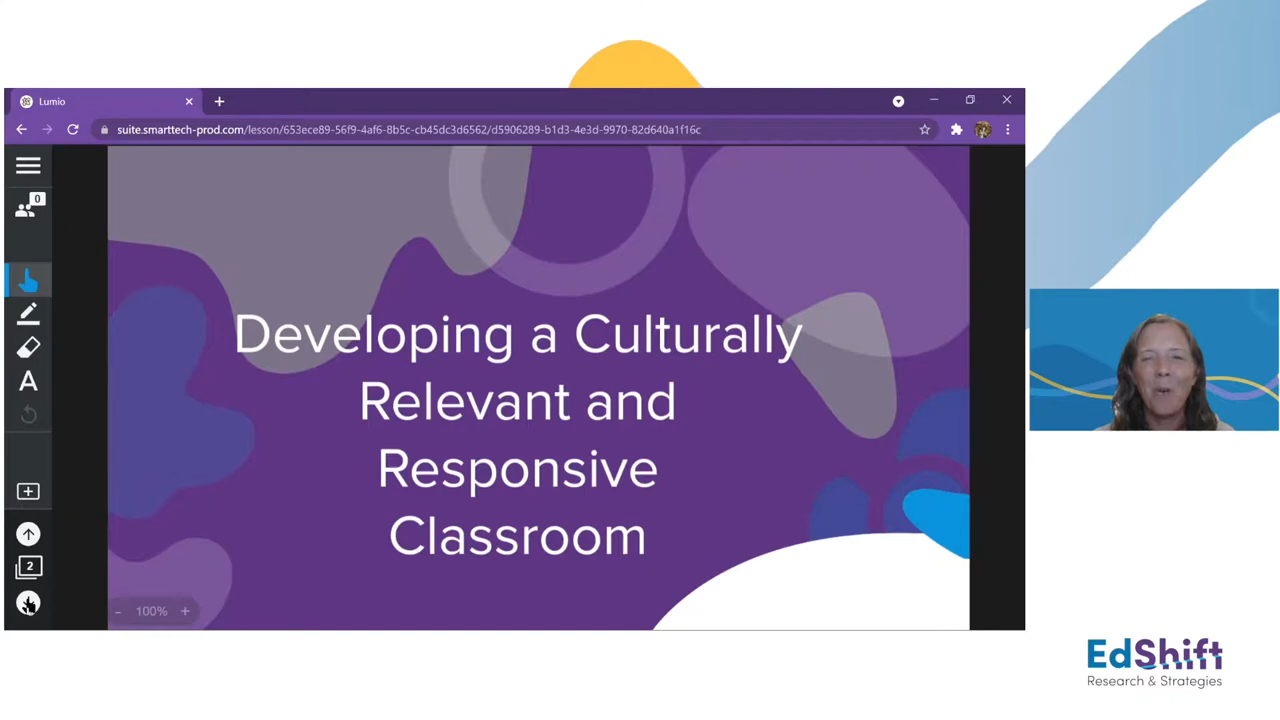 Lumio
suite.smarttech-prod.com/lesson/653ece89-56f9-4af6-8b5c-cb45dc3d6562/d5906289-b1d3-4e3d-9970-82d640a1f16c
0
Developing a Culturally
Relevant and
Responsive
Classroom
A
2
- 100% +
EdShift
Research & Strategies